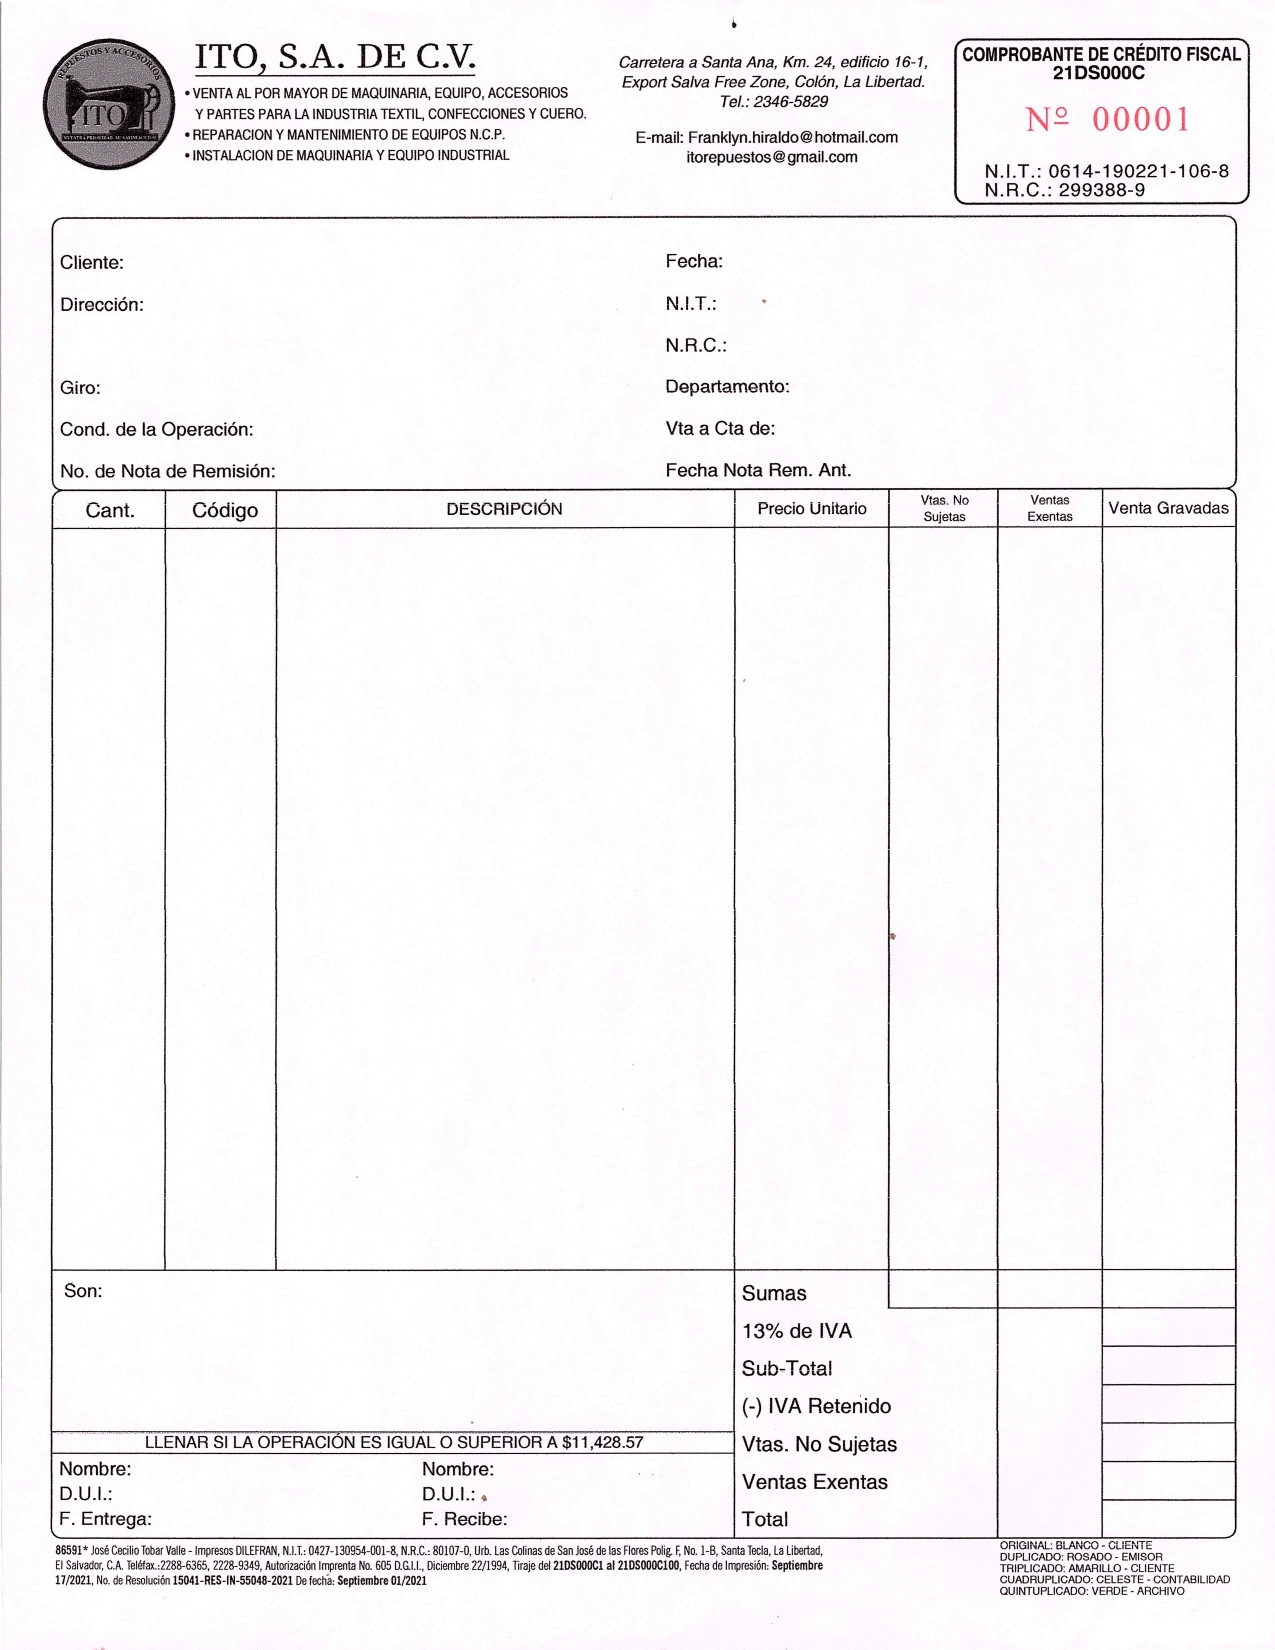 REPUESTOS Y ACCESORIOS
ITO
ITO, S.A. DE C.V.
• VENTA AL POR MAYOR DE MAQUINARIA, EQUIPO, ACCESORIOS
Y PARTES PARA LA INDUSTRIA TEXTIL, CONFECCIONES Y CUERO.
• REPARACION Y MANTENIMIENTO DE EQUIPOS N.C.P.
• INSTALACION DE MAQUINARIA Y EQUIPO INDUSTRIAL
Carretera a Santa Ana, Km. 24, edificio 16-1,
Export Salva Free Zone, Colón, La Libertad.
Tel.: 2346-5829
E-mail: Franklyn.hiraldo@hotmail.com
itorepuestos@gmail.com
COMPROBANTE DE CRÉDITO FISCAL
21DS000C
Nº 00001
N.I.T.: 0614-190221-106-8
N.R.C.: 299388-9
Cliente:
Fecha:
Dirección:
N.I.T.:
N.R.C.:
Giro:
Departamento:
Cond. de la Operación:
Vta a Cta de:
No. de Nota de Remisión:
Fecha Nota Rem. Ant.
Cant.
Código
DESCRIPCIÓN
Precio Unitario
Vtas. No
Sujetas
Ventas
Exentas
Venta Gravadas
Son:
Sumas
13% de IVA
Sub-Total
(-) IVA Retenido
Vtas. No Sujetas
Ventas Exentas
Total
LLENAR SI LA OPERACIÓN ES IGUAL O SUPERIOR A $11,428.57
Nombre: Nombre:
D.U.I.: D.U.I.:
F. Entrega: F. Recibe:
86591* José Cecilio Tobar Valle - Impresos DILEFRAN, N.I.T.: 0427-130954-001-8, N.R.C.: 80107-0, Urb. Las Colinas de San José de las Flores Polig. F, No. 1-B, Santa Tecla, La Libertad,
El Salvador, C.A. Teléfax.:2288-6365, 2228-9349, Autorización Imprenta No. 605 D.G.I.I., Diciembre 22/1994, Tiraje del 21DS000C1 al 21DS000C100, Fecha de Impresión: Septiembre
17/2021, No. de Resolución 15041-RES-IN-55048-2021 De fecha: Septiembre 01/2021
ORIGINAL: BLANCO - CLIENTE
DUPLICADO: ROSADO - EMISOR
TRIPLICADO: AMARILLO - CLIENTE
CUADRUPLICADO: CELESTE - CONTABILIDAD
QUINTUPLICADO: VERDE - ARCHIVO